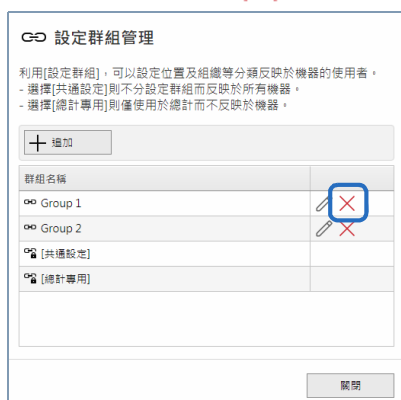 設定群組管理
利用[設定群組]，可以設定位置及組織等分類反映於機器的使用者。
- 選擇[共通設定]則不分設定群組而反映於所有機器。
- 選擇[總計專用]則僅使用於總計而不反映於機器。
追加
群組名稱
Group 1
Group 2
[共通設定]
[總計專用]
關閉